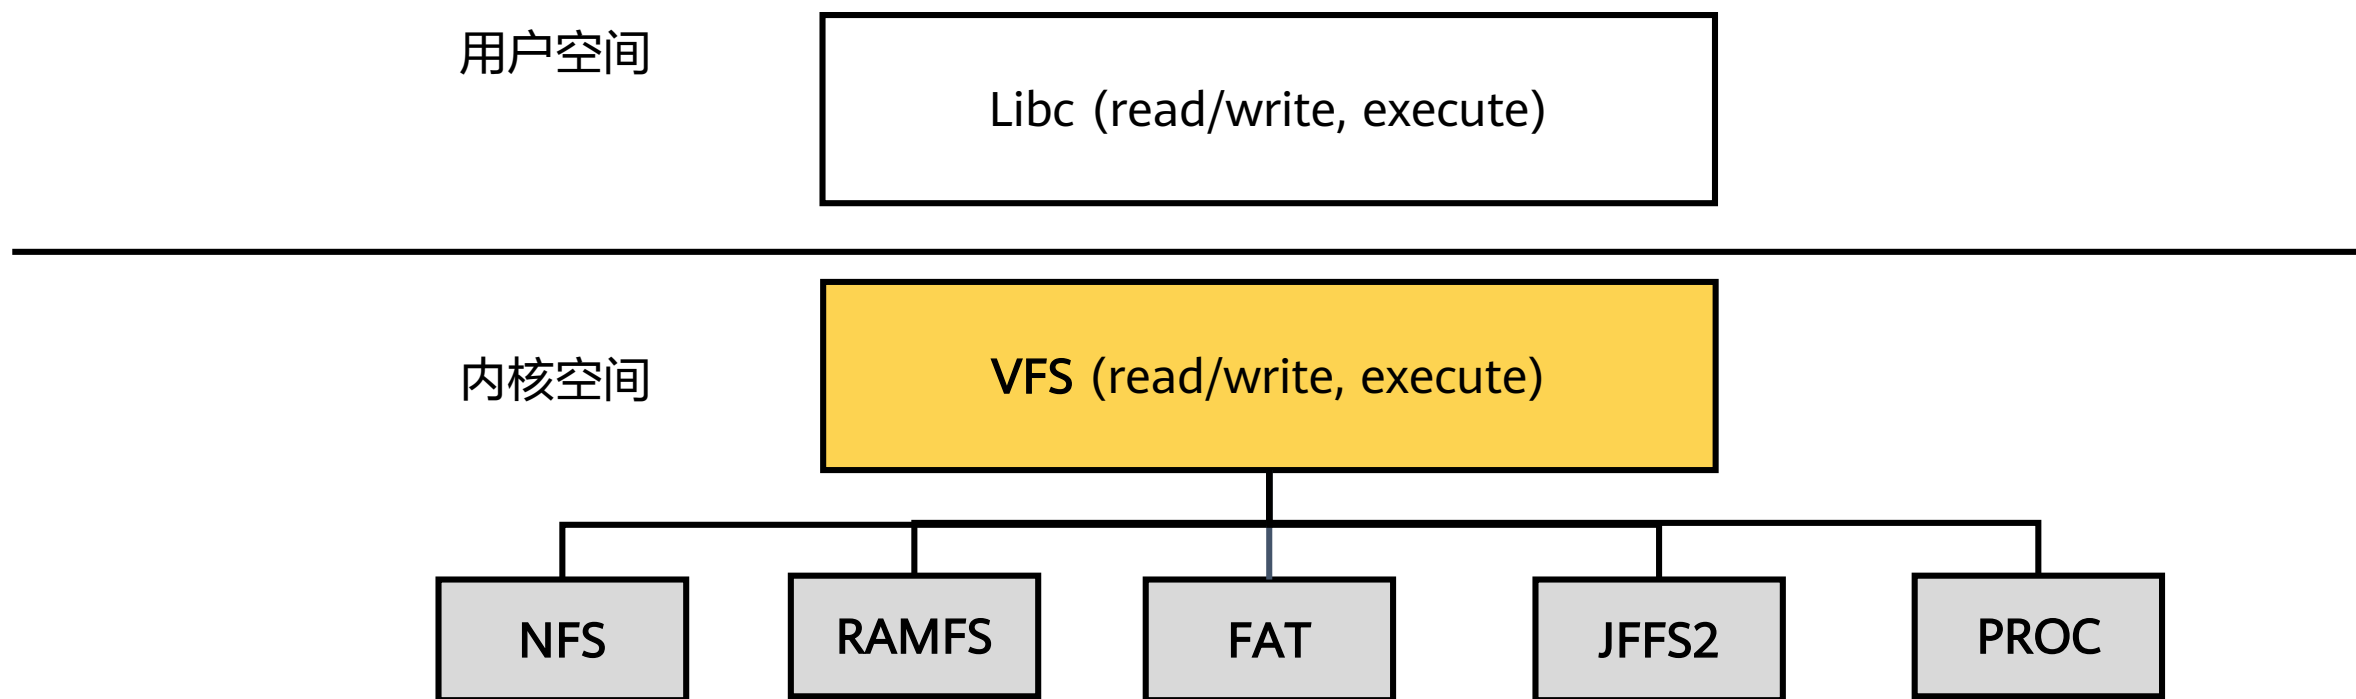 用户空间
Libc (read/write, execute)
内核空间
VFS (read/write, execute)
NFS
RAMFS
FAT
JFFS2
PROC